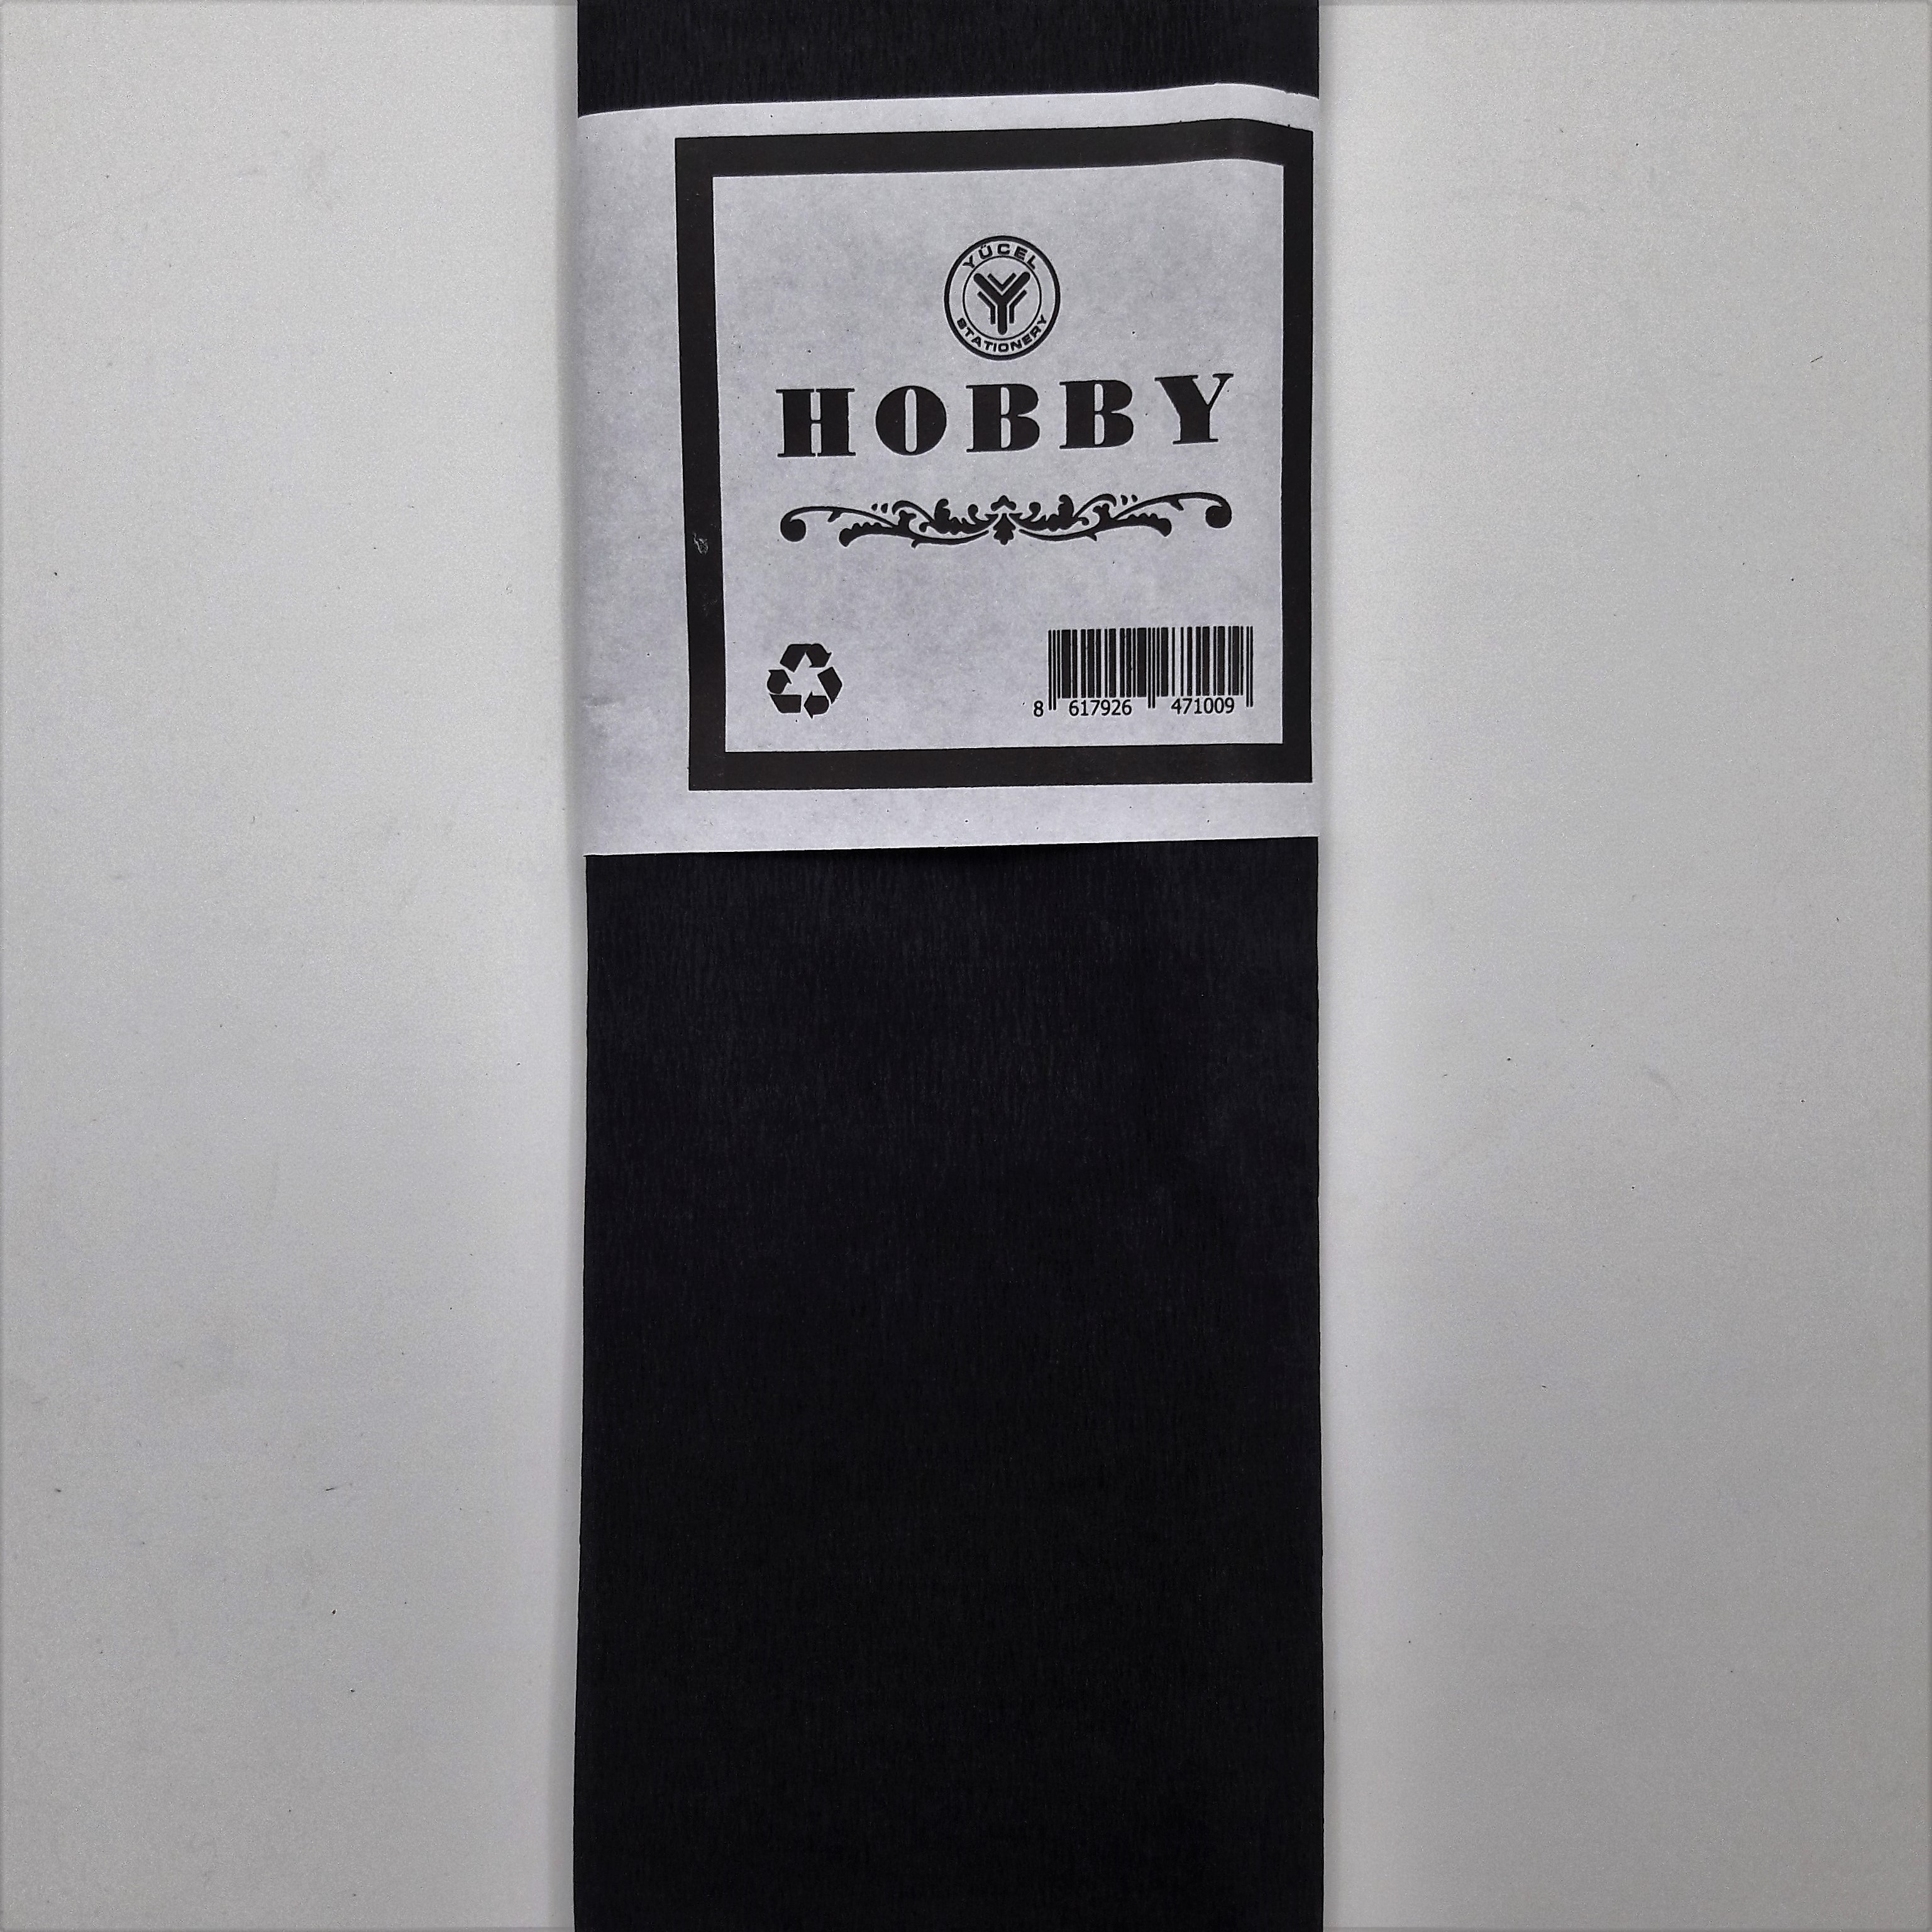 YÜCEL
STATIONERY
HOBBY
8 617926 471009